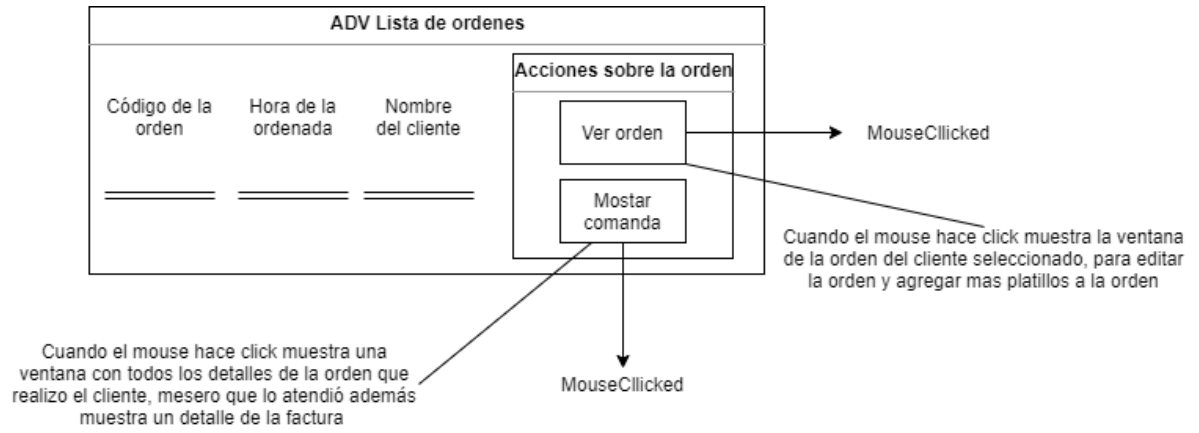 ADV Lista de ordenes
Acciones sobre la orden
Código de la
orden
Hora de la
ordenada
Nombre
del cliente
Ver orden
MouseCllicked
Mostar
comanda
Cuando el mouse hace click muestra la ventana
de la orden del cliente seleccionado, para editar
la orden y agregar mas platillos a la orden
Cuando el mouse hace click muestra una
ventana con todos los detalles de la orden que
realizo el cliente, mesero que lo atendió además
muestra un detalle de la factura
MouseCllicked